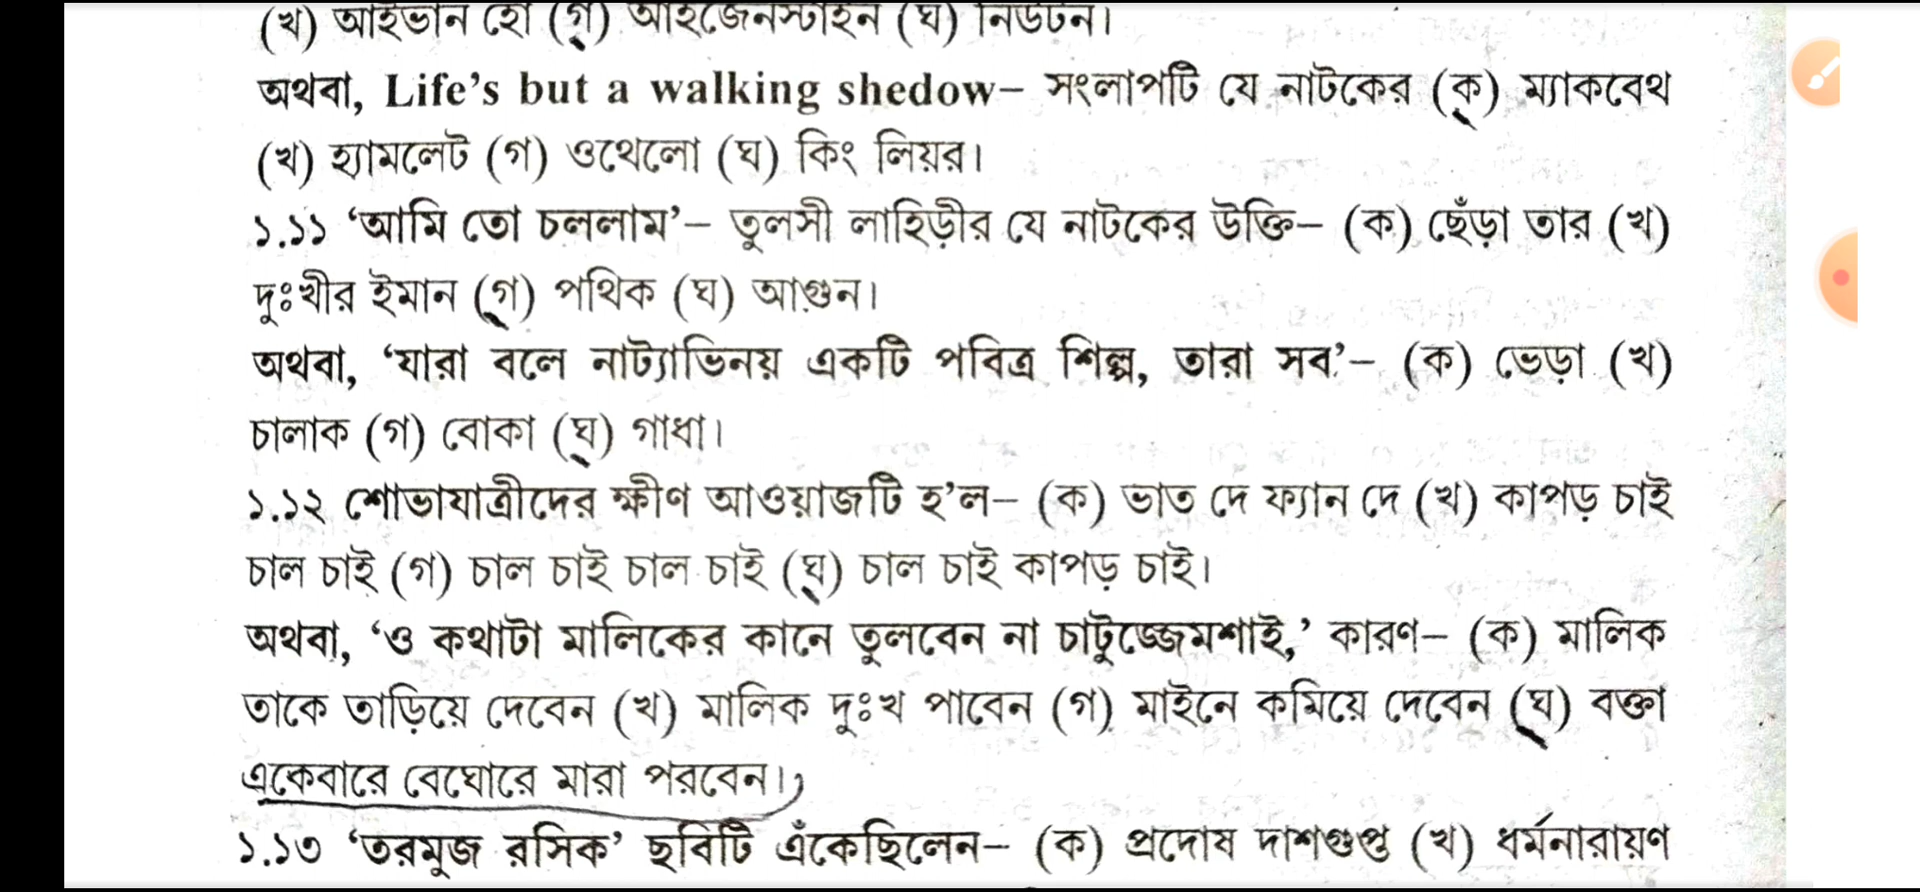 (খ) আইভান হো (গ) আইজেনস্টাইন (ঘ) নিউটন।
অথবা, Life's but a walking shedow– সংলাপটি যে নাটকের (ক) ম্যাকবেথ
(খ) হ্যামলেট (গ) ওথেলো (ঘ) কিং লিয়র।
১.১১ ‘আমি তো চললাম’– তুলসী লাহিড়ীর যে নাটকের উক্তি– (ক) ছেঁড়া তার (খ)
দুঃখীর ইমান (গ) পথিক (ঘ) আগুন।
অথবা, ‘যারা বলে নাট্যাভিনয় একটি পবিত্র শিল্প, তারা সব’– (ক) ভেড়া (খ)
চালাক (গ) বোকা (ঘ) গাধা।
১.১২ শোভাযাত্রীদের ক্ষীণ আওয়াজটি হ’ল– (ক) ভাত দে ফ্যান দে (খ) কাপড় চাই
চাল চাই (গ) চাল চাই চাল চাই (ঘ) চাল চাই কাপড় চাই।
অথবা, ‘ও কথাটা মালিকের কানে তুলবেন না চাটুজ্জেমশাই,’ কারণ– (ক) মালিক
তাকে তাড়িয়ে দেবেন (খ) মালিক দুঃখ পাবেন (গ) মাইনে কমিয়ে দেবেন (ঘ) বক্তা
একেবারে বেঘোরে মারা পরবেন।
১.১৩ ‘তরমুজ রসিক’ ছবিটি এঁকেছিলেন– (ক) প্রদোষ দাশগুপ্ত (খ) ধর্মনারায়ণ